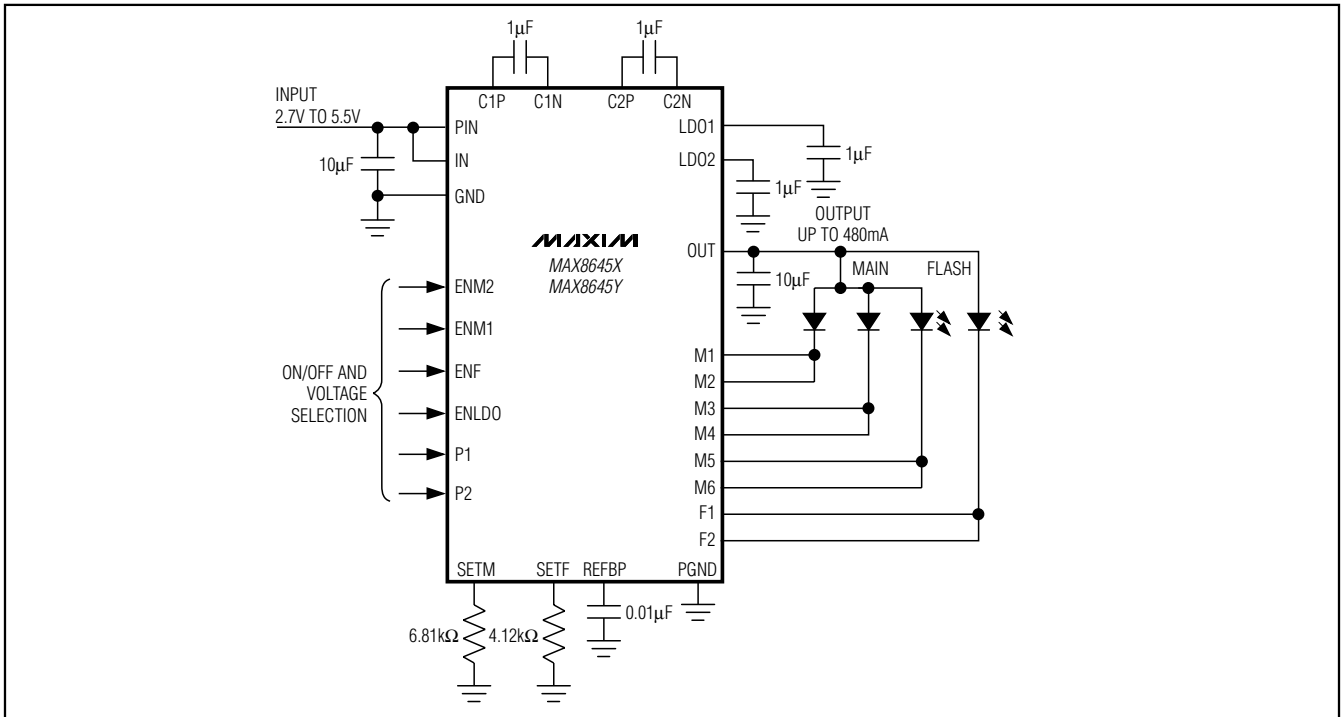 1μF
1μF
INPUT
2.7V TO 5.5V
C1P
C1N
C2P
C2N
PIN
LDO1
10μF
IN
LDO2
1μF
1μF
GND
OUTPUT
UP TO 480mA
MAXIM
OUT
MAX8645X
MAX8645Y
MAIN
FLASH
10μF
ENM2
ENM1
M1
ON/OFF AND
VOLTAGE
SELECTION
ENF
M2
ENLDO
M3
M4
P1
M5
P2
M6
F1
F2
SETM
SETF
REFBP
PGND
0.01μF
6.81kΩ
4.12kΩ